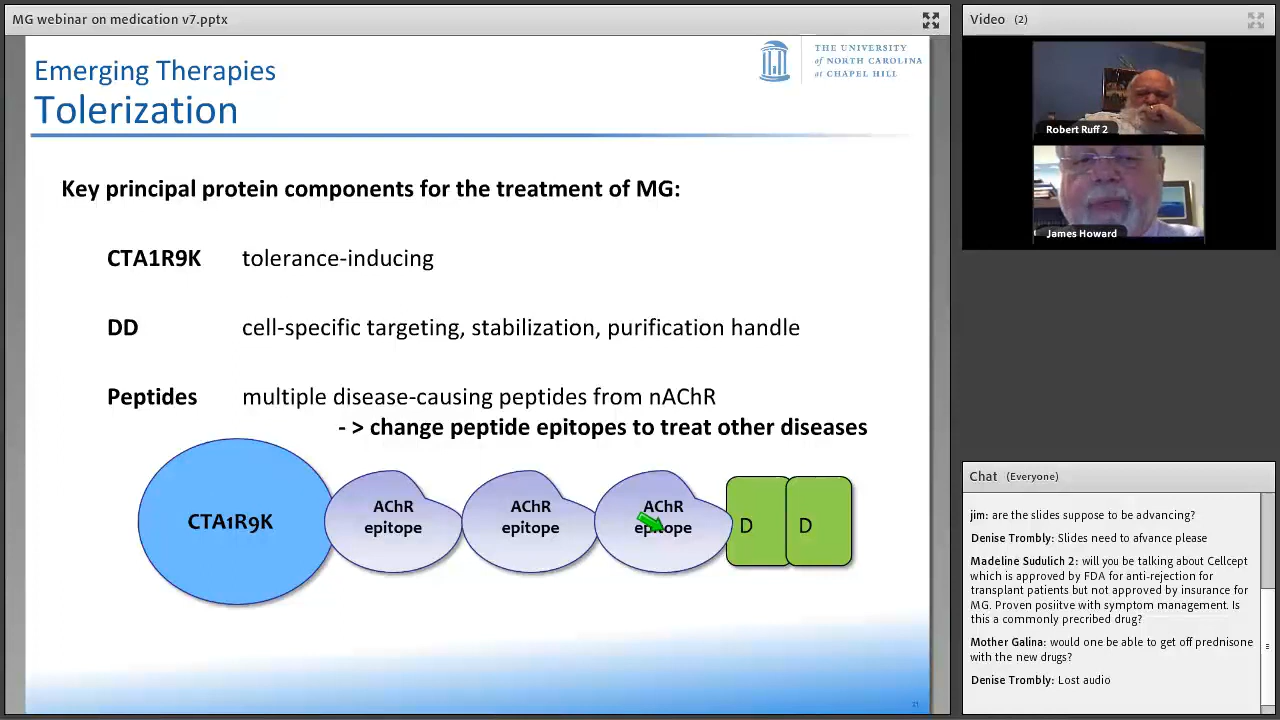 MG webinar on medication v7.pptx
Emerging Therapies
Tolerization
THE UNIVERSITY
of NORTH CAROLINA
at CHAPEL HILL
Key principal protein components for the treatment of MG:
CTA1R9K tolerance-inducing
DD cell-specific targeting, stabilization, purification handle
Peptides multiple disease-causing peptides from nAChR
- > change peptide epitopes to treat other diseases
CTA1R9K
AChR
epitope
AChR
epitope
AChR
epitope
D
D
21
Video (2)
Robert Ruff 2
James Howard
Chat (Everyone)
jim: are the slides suppose to be advancing?
Denise Trombly: Slides need to afvance please
Madeline Sudulich 2: will you be talking about Cellcept
which is approved by FDA for anti-rejection for
transplant patients but not approved by insurance for
MG. Proven posiitve with symptom management. Is
this a commonly precribed drug?
Mother Galina: would one be able to get off prednisone
with the new drugs?
Denise Trombly: Lost audio